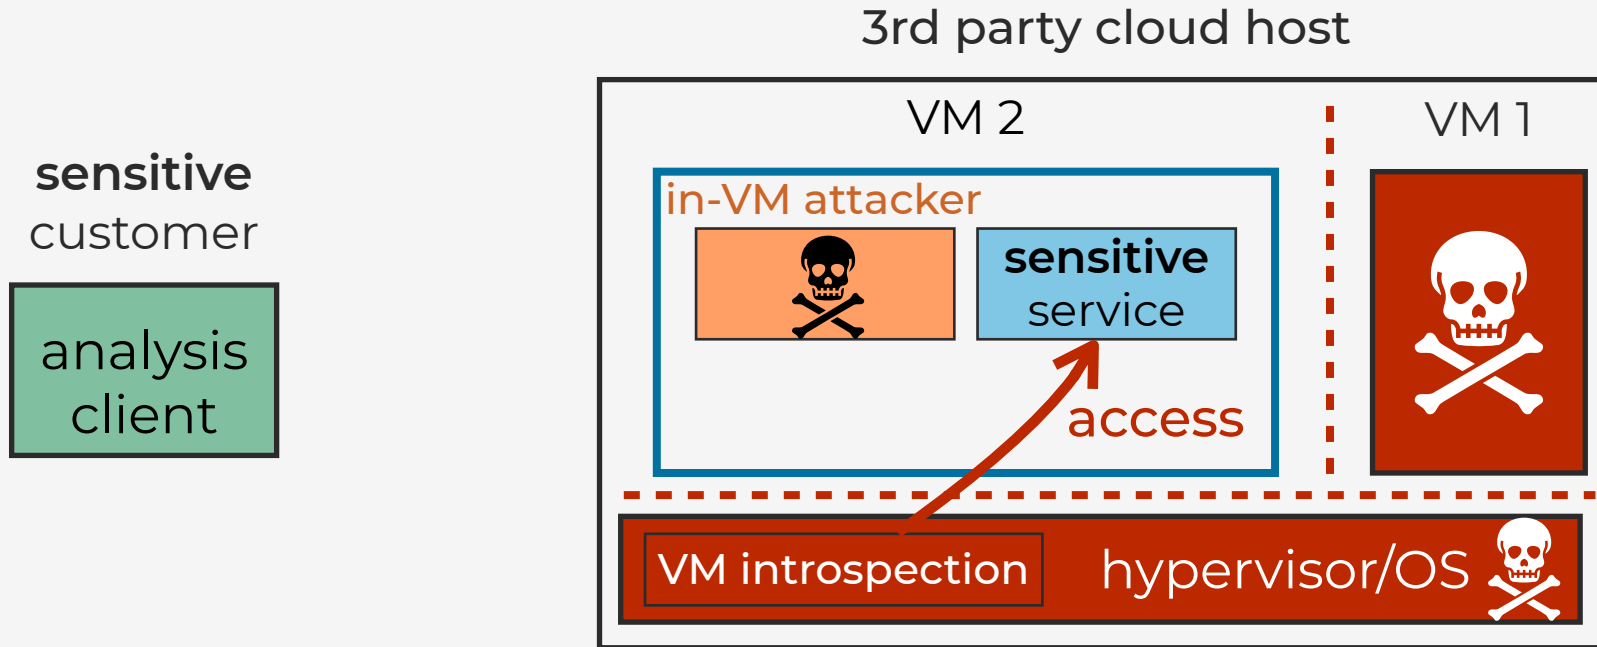 3rd party cloud host
VM 2
VM 1
sensitive
customer
in-VM attacker
sensitive
service
analysis
client
access
VM introspection
hypervisor/OS